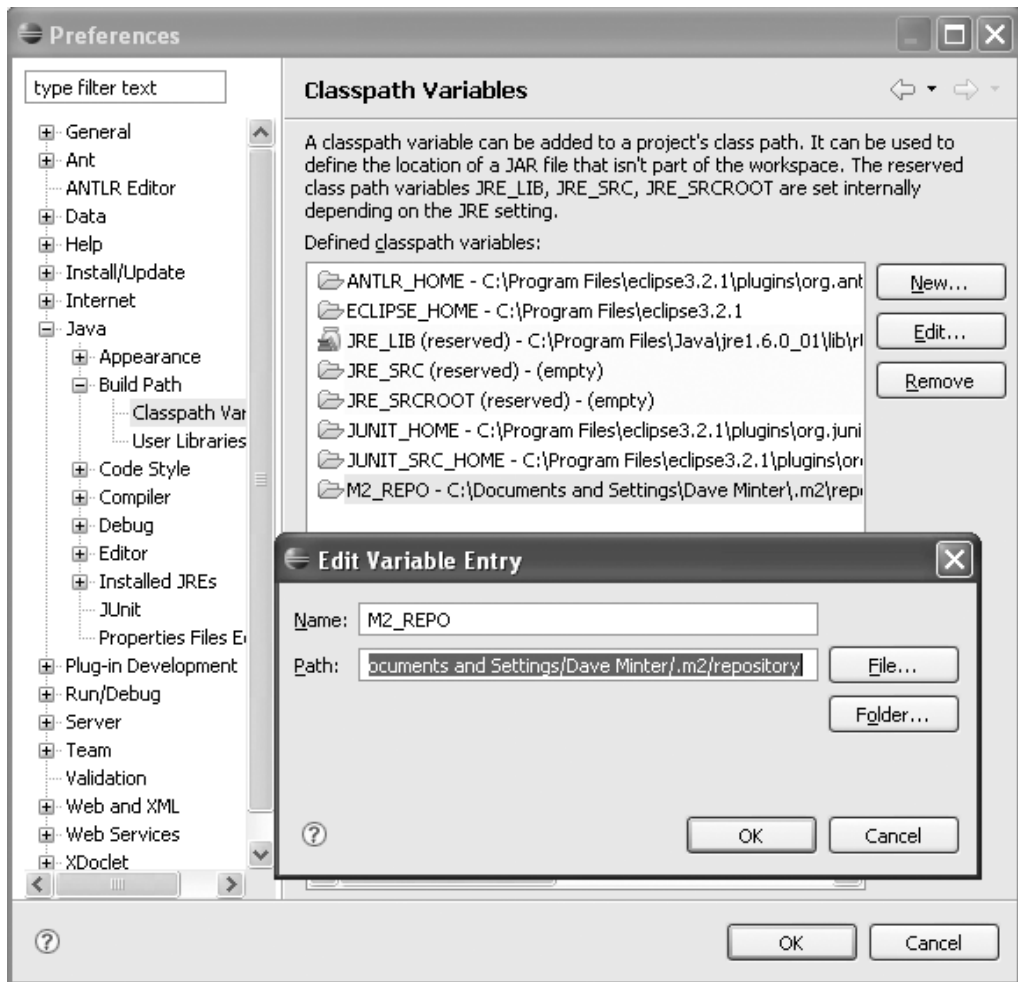 Preferences
type filter text
General
Ant
ANTLR Editor
Data
Help
Install/Update
Internet
Java
Appearance
Build Path
Classpath Var
User Libraries
Code Style
Compiler
Debug
Editor
Installed JREs
JUnit
Properties Files E
Plug-in Development
Run/Debug
Server
Team
Validation
Web and XML
Web Services
XDoclet
Classpath Variables
A classpath variable can be added to a project's class path. It can be used to
define the location of a JAR file that isn't part of the workspace. The reserved
class path variables JRE_LIB, JRE_SRC, JRE_SRCROOT are set internally
depending on the JRE setting.
Defined classpath variables:
ANTLR_HOME - C:\Program Files\eclipse3.2.1\plugins\org.ant
ECLIPSE_HOME - C:\Program Files\eclipse3.2.1
JRE_LIB (reserved) - C:\Program Files\Java\jre1.6.0_01\lib\r
JRE_SRC (reserved) - (empty)
JRE_SRCROOT (reserved) - (empty)
JUNIT_HOME - C:\Program Files\eclipse3.2.1\plugins\org.juni
JUNIT_SRC_HOME - C:\Program Files\eclipse3.2.1\plugins\or
M2_REPO - C:\Documents and Settings\Dave Minter\.m2\rep
New...
Edit...
Remove
Edit Variable Entry
Name: M2_REPO
Path: ocuments and Settings/Dave Minter/.m2/repository
File...
Folder...
OK Cancel
OK Cancel